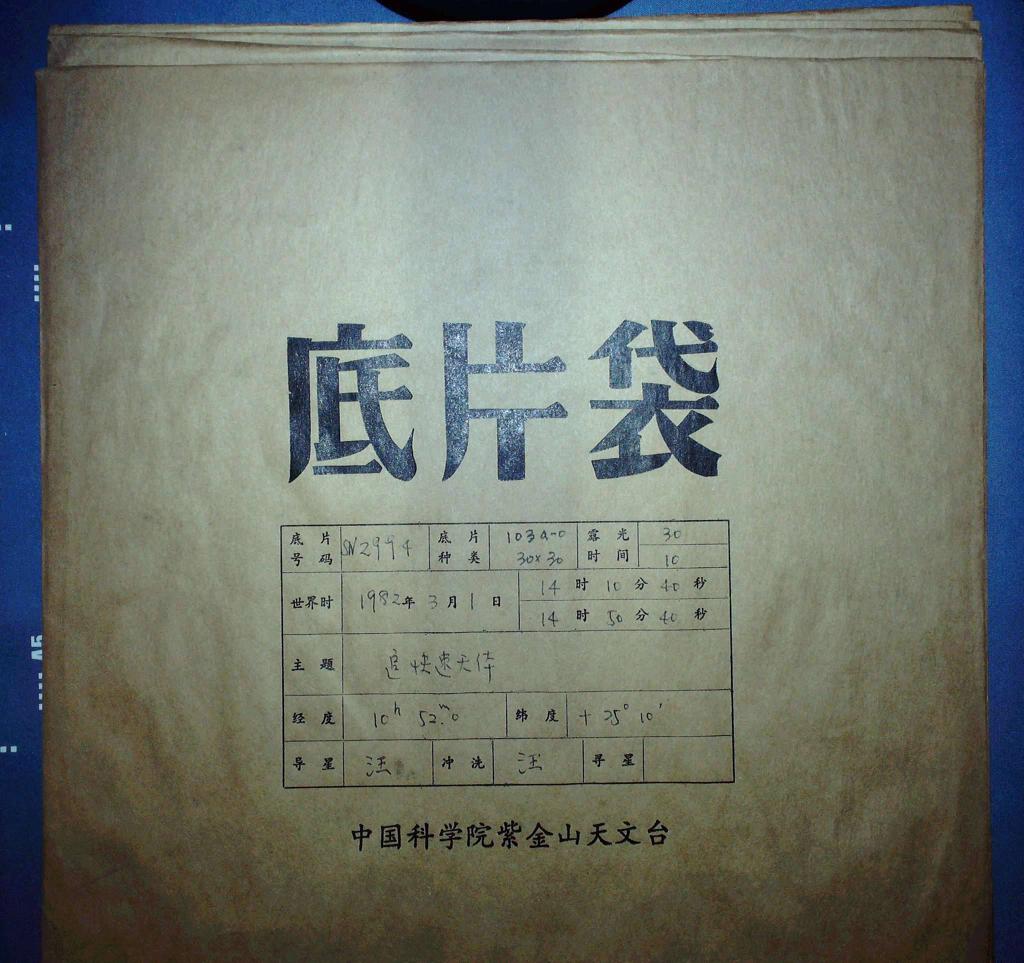 底片袋
底片 SN2994 底片 103a-0 露光 30
号码 种类 30×30 时间 10
世界时 1982年 3月 1日 14时 10分 40秒
14时 50分 40秒
主题 追快速天体
经度 10h 52m.0 纬度 + 25° 10'
导星 汪 冲洗 汪 寻星
中国科学院紫金山天文台